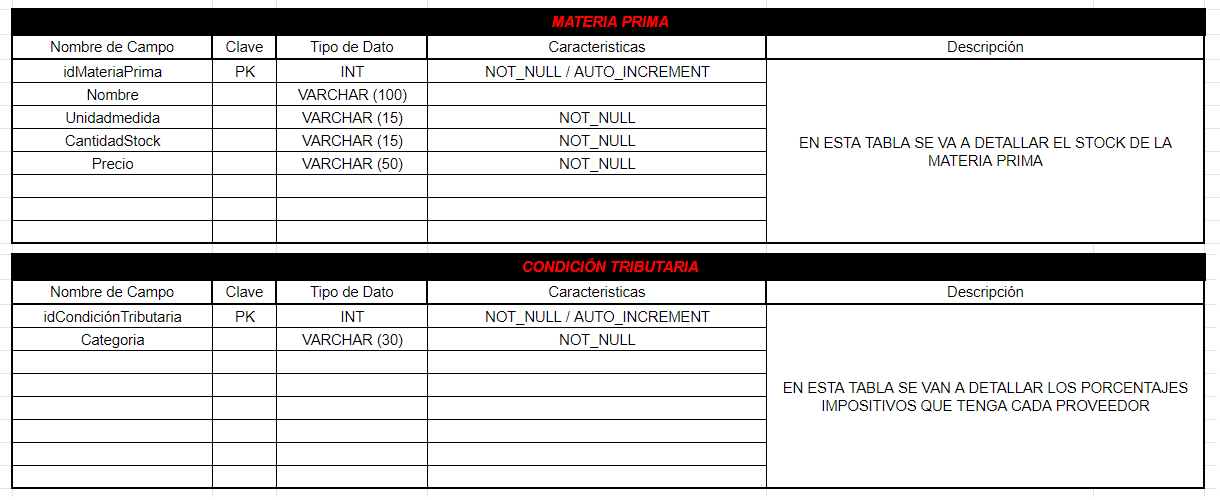 MATERIA PRIMA
Nombre de Campo Clave Tipo de Dato Caracteristicas Descripción
idMateriaPrima PK INT NOT_NULL / AUTO_INCREMENT
Nombre VARCHAR (100)
Unidadmedida VARCHAR (15) NOT_NULL
CantidadStock VARCHAR (15) NOT_NULL
Precio VARCHAR (50) NOT_NULL
EN ESTA TABLA SE VA A DETALLAR EL STOCK DE LA
MATERIA PRIMA
CONDICIÓN TRIBUTARIA
Nombre de Campo Clave Tipo de Dato Caracteristicas Descripción
idCondiciónTributaria PK INT NOT_NULL / AUTO_INCREMENT
Categoria VARCHAR (30) NOT_NULL
EN ESTA TABLA SE VAN A DETALLAR LOS PORCENTAJES
IMPOSITIVOS QUE TENGA CADA PROVEEDOR